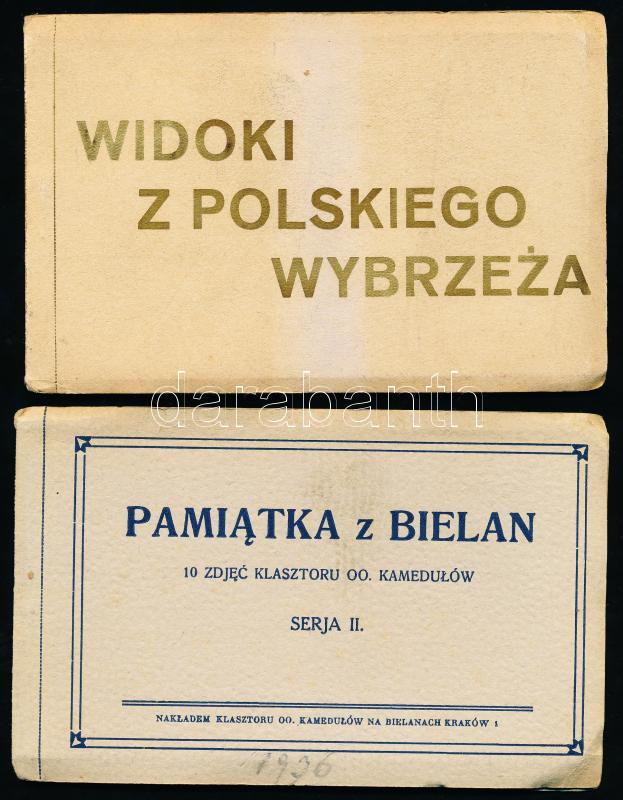 WIDOKI
Z POLSKIEGO
WYBRZEŻA
darabanth
PAMIĄTKA z BIELAN
10 ZDJĘĆ KLASZTORU OO. KAMEDUŁÓW
SERJA II.
NAKŁADEM KLASZTORU OO. KAMEDUŁÓW NA BIELANACH KRAKÓW 1
1936